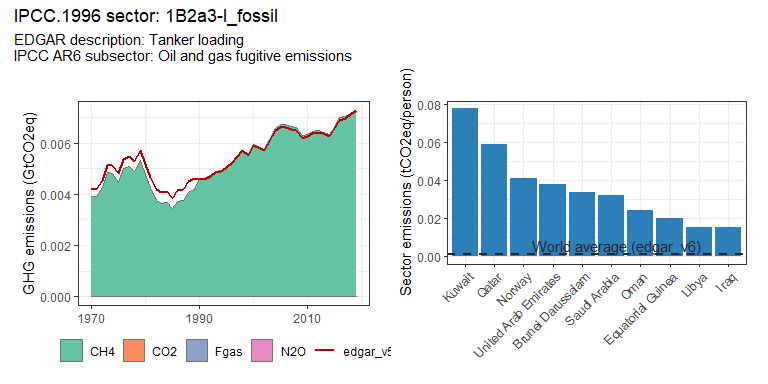 IPCC.1996 sector: 1B2a3-l_fossil
EDGAR description: Tanker loading
IPCC AR6 subsector: Oil and gas fugitive emissions
GHG emissions (GtCO2eq)
0.006
0.004
0.002
0.000
1970
1990
2010
CH4
CO2
Fgas
N2O
edgar_v5
Sector emissions (tCO2eq/person)
0.08
0.06
0.04
0.02
0.00
World average (edgar_v6)
Kuwait
Qatar
Norway
United Arab Emirates
Brunei Darussalam
Saudi Arabia
Oman
Equatorial Guinea
Libya
Iraq